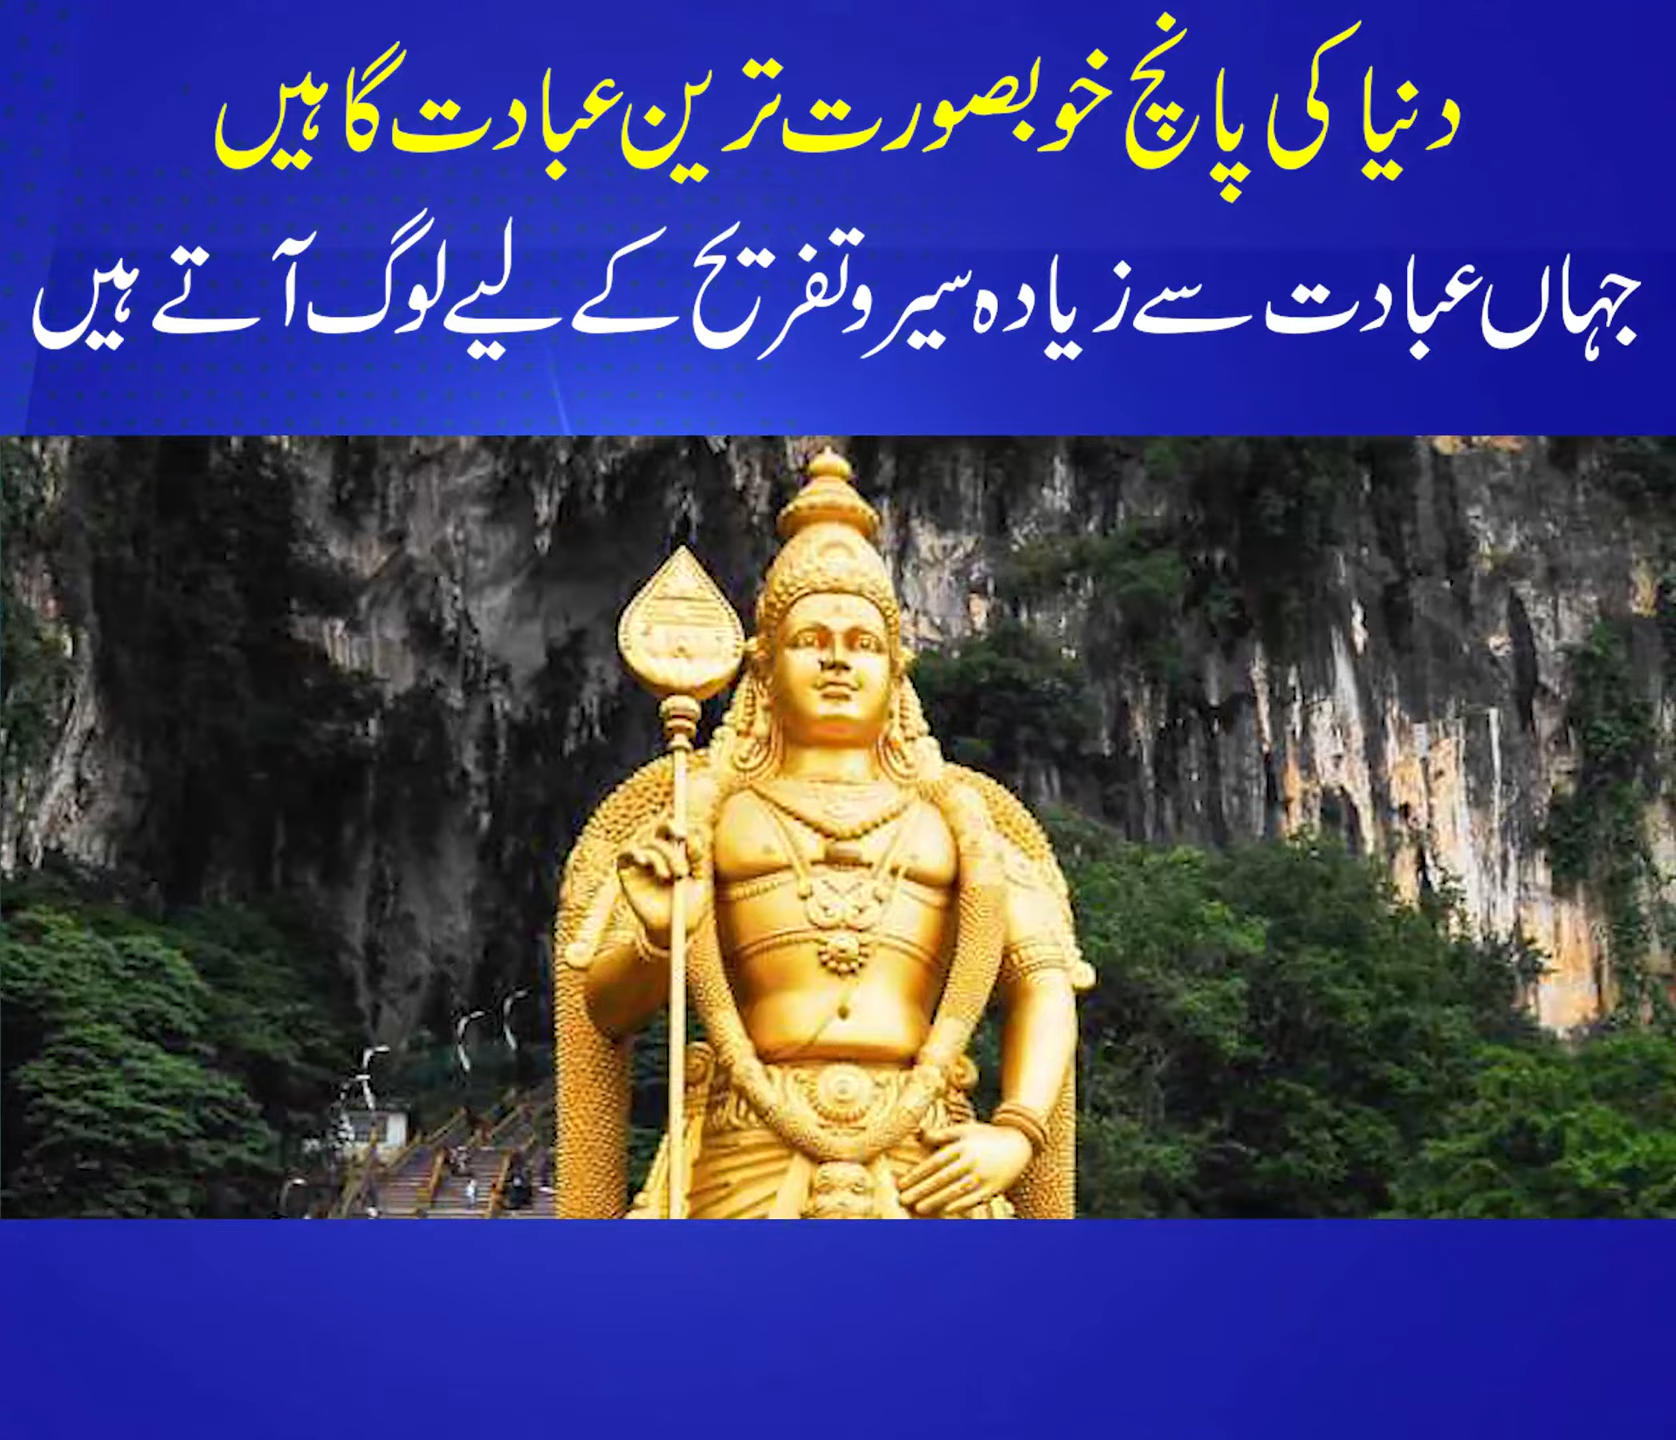 دنیا کی پانچ خوبصورت ترین عبادت گاہیں
جہاں عبادت سے زیادہ سیر و تفریح کے لیے لوگ آتے ہیں